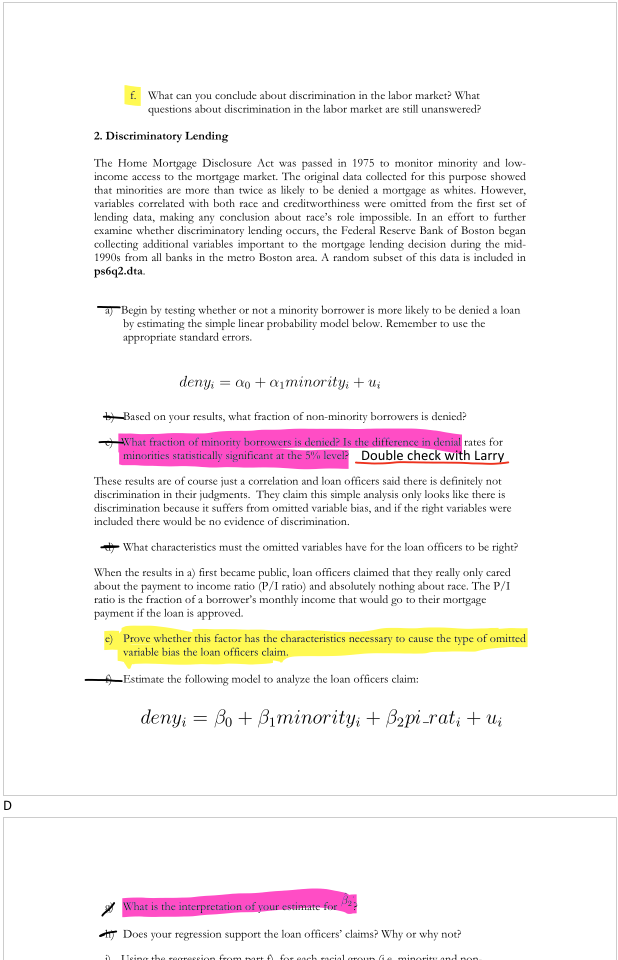 f. What can you conclude about discrimination in the labor market? What
questions about discrimination in the labor market are still unanswered?
2. Discriminatory Lending
The Home Mortgage Disclosure Act was passed in 1975 to monitor minority and low-
income access to the mortgage market. The original data collected for this purpose showed
that minorities are more than twice as likely to be denied a mortgage as whites. However,
variables correlated with both race and creditworthiness were omitted from the first set of
lending data, making any conclusion about race's role impossible. In an effort to further
examine whether discriminatory lending occurs, the Federal Reserve Bank of Boston began
collecting additional variables important to the mortgage lending decision during the mid-
1990s from all banks in the metro Boston area. A random subset of this data is included in
ps6q2.dta.
a) Begin by testing whether or not a minority borrower is more likely to be denied a loan
by estimating the simple linear probability model below. Remember to use the
appropriate standard errors.
deny_i = α_0 + α_1minority_i + u_i
b) Based on your results, what fraction of non-minority borrowers is denied?
c) What fraction of minority borrowers is denied? Is the difference in denial rates for
minorities statistically significant at the 5% level? Double check with Larry
These results are of course just a correlation and loan officers said there is definitely not
discrimination in their judgments. They claim this simple analysis only looks like there is
discrimination because it suffers from omitted variable bias, and if the right variables were
included there would be no evidence of discrimination.
d) What characteristics must the omitted variables have for the loan officers to be right?
When the results in a) first became public, loan officers claimed that they really only cared
about the payment to income ratio (P/I ratio) and absolutely nothing about race. The P/I
ratio is the fraction of a borrower's monthly income that would go to their mortgage
payment if the loan is approved.
e) Prove whether this factor has the characteristics necessary to cause the type of omitted
variable bias the loan officers claim.
f) Estimate the following model to analyze the loan officers claim:
deny_i = β_0 + β_1minority_i + β_2pi_rat_i + u_i
D
g) What is the interpretation of your estimate for β_2?
h) Does your regression support the loan officers' claims? Why or why not?
i) Using the regression from part f), for each racial group (i.e. minority and non-